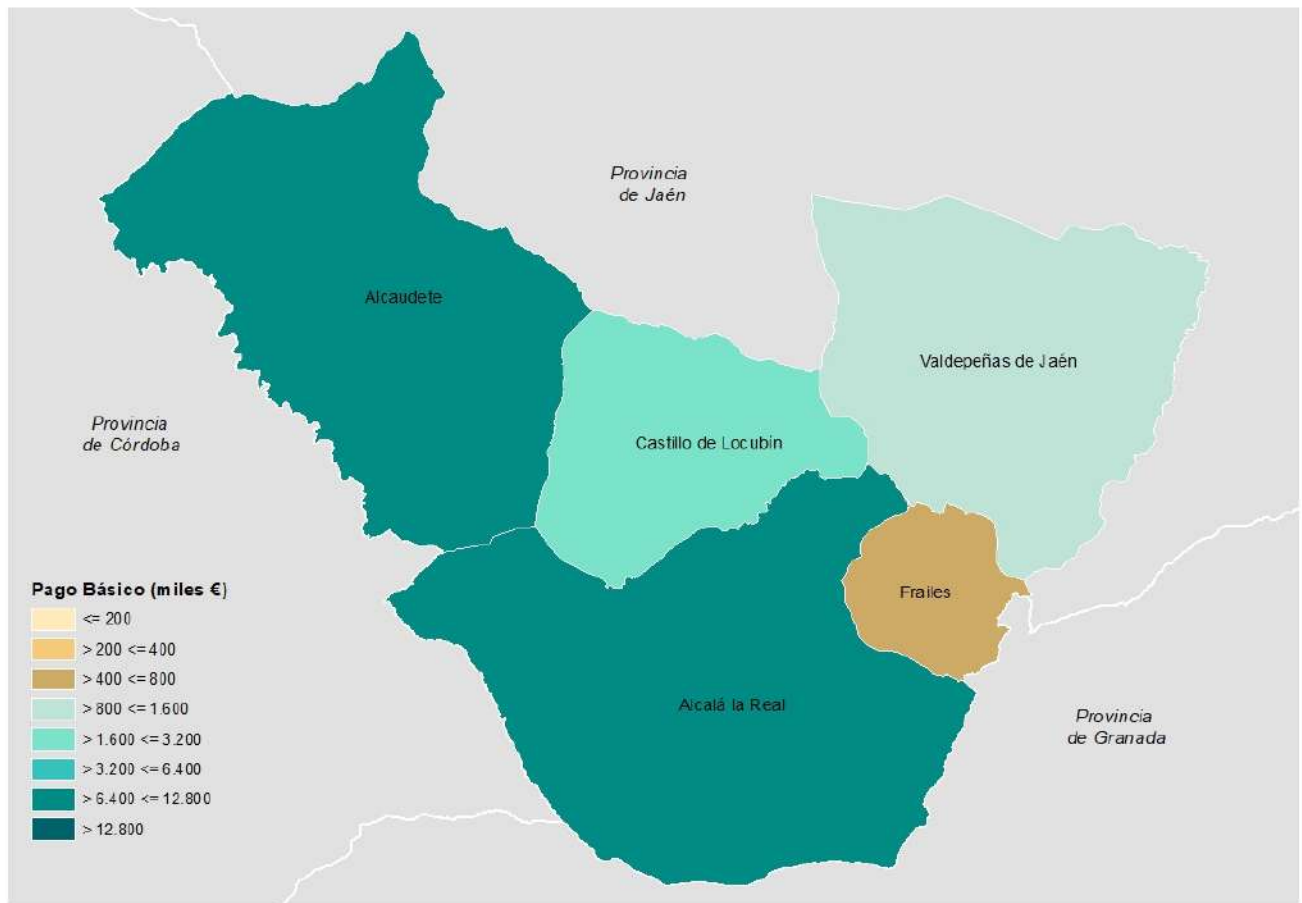 Provincia
de Jaén
Alcaudete
Valdepeñas de Jaén
Provincia
de Córdoba
Castillo de Locubín
Frailes
Alcalá la Real
Provincia
de Granada
Pago Básico (miles €)
<= 200
> 200 <= 400
> 400 <= 800
> 800 <= 1.600
> 1.600 <= 3.200
> 3.200 <= 6.400
> 6.400 <= 12.800
> 12.800